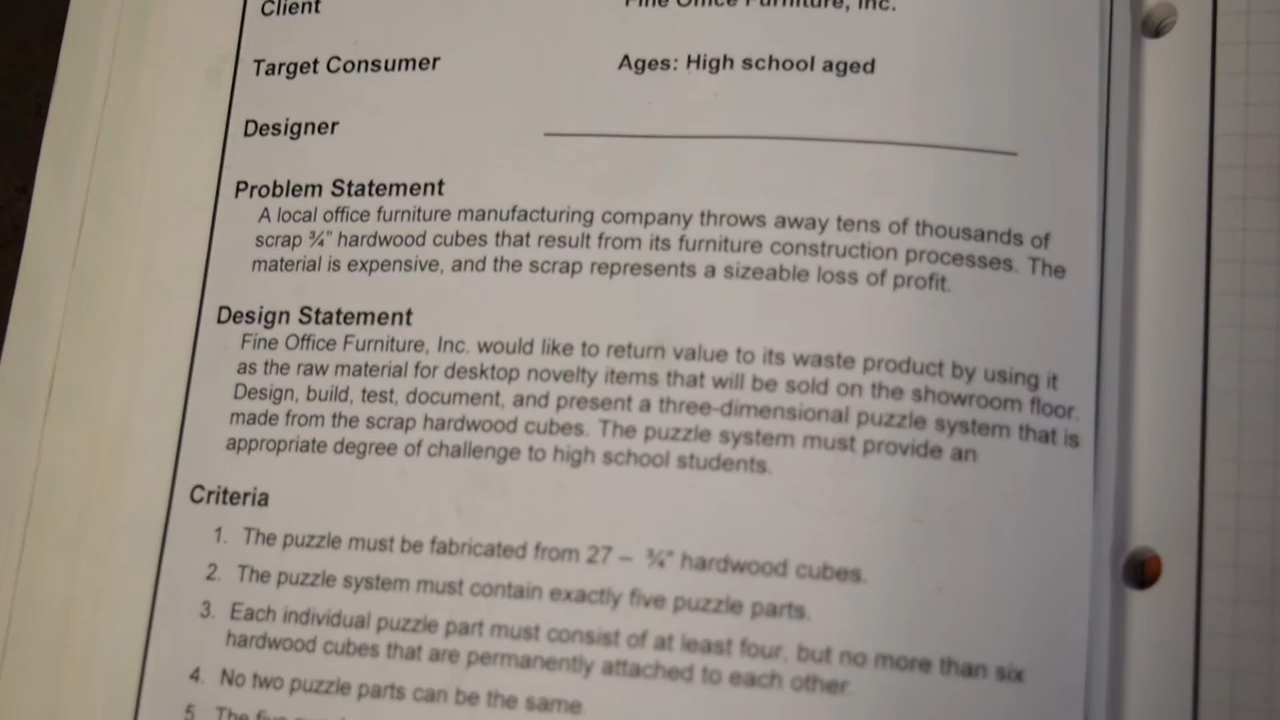 Client Fine Office Furniture, Inc.
Target Consumer Ages: High school aged
Designer
Problem Statement
A local office furniture manufacturing company throws away tens of thousands of
scrap ¾" hardwood cubes that result from its furniture construction processes. The
material is expensive, and the scrap represents a sizeable loss of profit.
Design Statement
Fine Office Furniture, Inc. would like to return value to its waste product by using it
as the raw material for desktop novelty items that will be sold on the showroom floor.
Design, build, test, document, and present a three-dimensional puzzle system that is
made from the scrap hardwood cubes. The puzzle system must provide an
appropriate degree of challenge to high school students.
Criteria
1. The puzzle must be fabricated from 27 – ¾" hardwood cubes.
2. The puzzle system must contain exactly five puzzle parts.
3. Each individual puzzle part must consist of at least four, but no more than six
hardwood cubes that are permanently attached to each other.
4. No two puzzle parts can be the same.
5. The five